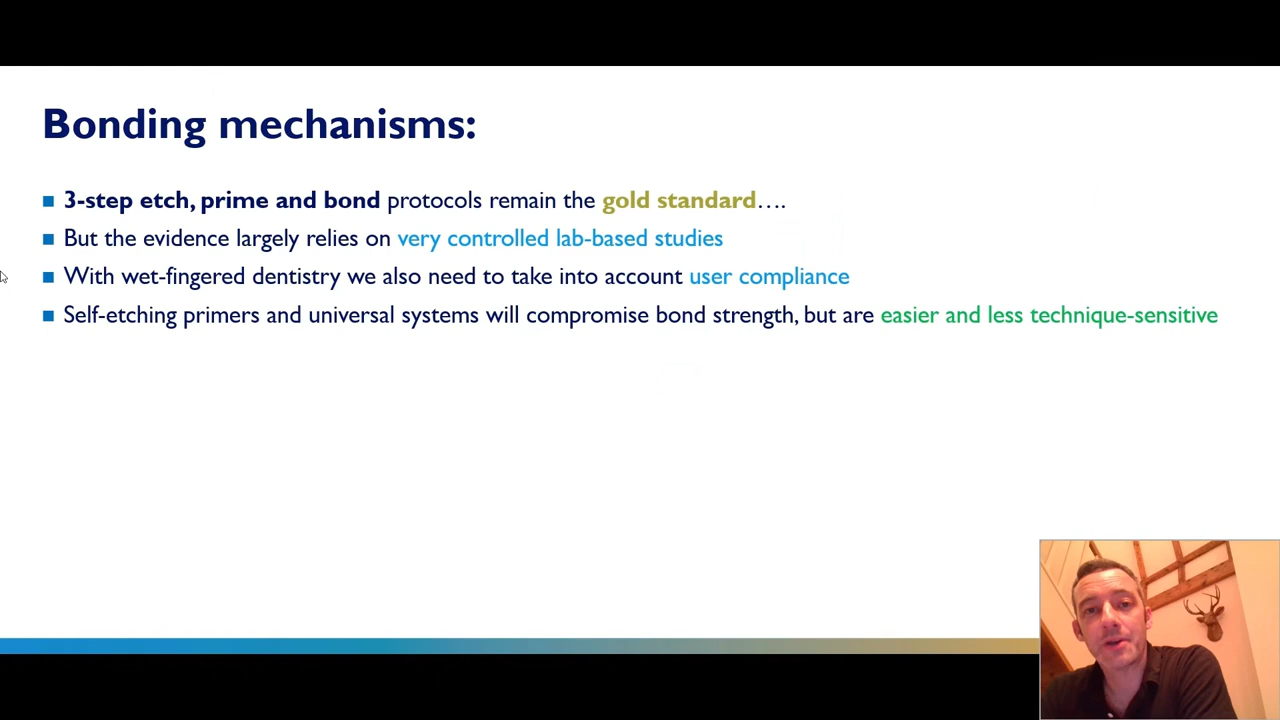 Bonding mechanisms:
3-step etch, prime and bond protocols remain the gold standard….
But the evidence largely relies on very controlled lab-based studies
With wet-fingered dentistry we also need to take into account user compliance
Self-etching primers and universal systems will compromise bond strength, but are easier and less technique-sensitive